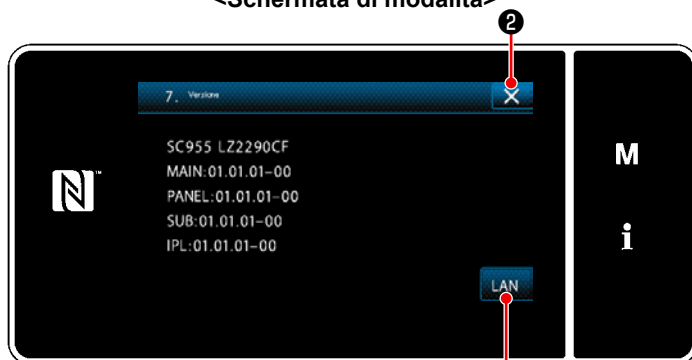 <Schermata di modalità>
❷
7. Versione
X
SC955 LZ2290CF
MAIN:01.01.01-00
M
PANEL:01.01.01-00
SUB:01.01.01-00
i
IPL:01.01.01-00
LAN